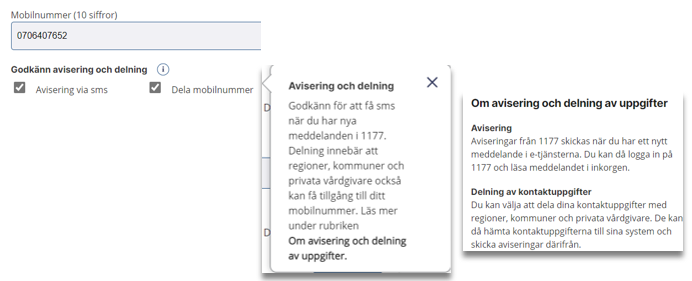 Mobilnummer (10 siffror)
0706407652
Godkänn avisering och delning
Avisering via sms
Dela mobilnummer
D
D
Avisering och delning
Godkänn för att få sms
när du har nya
meddelanden i 1177.
Delning innebär att
regioner, kommuner och
privata vårdgivare också
kan få tillgång till ditt
mobilnummer. Läs mer
under rubriken
Om avisering och delning
av uppgifter.
Om avisering och delning av uppgifter
Avisering
Aviseringar från 1177 skickas när du har ett nytt
meddelande i e-tjänsterna. Du kan då logga in på
1177 och läsa meddelandet i inkorgen.
Delning av kontaktuppgifter
Du kan välja att dela dina kontaktuppgifter med
regioner, kommuner och privata vårdgivare. De kan
då hämta kontaktuppgifterna till sina system och
skicka aviseringar därifrån.